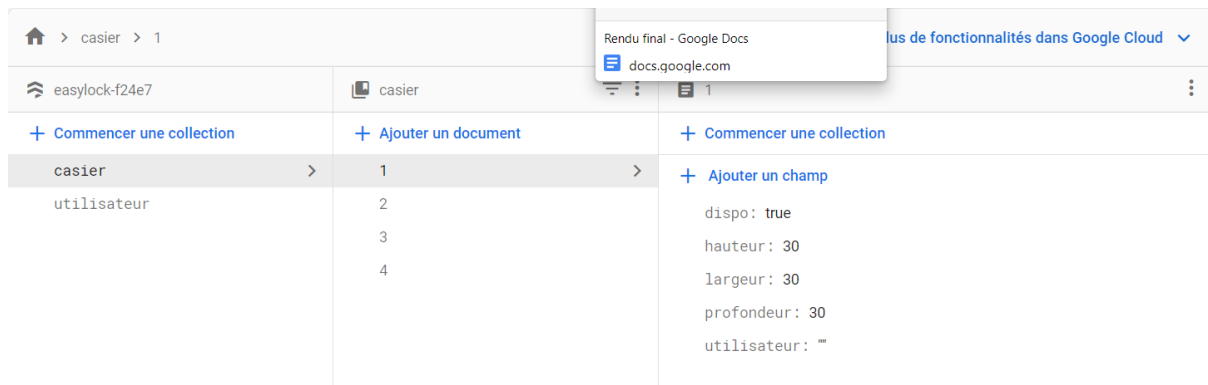 casier > 1
Rendu final - Google Docs
docs.google.com
lus de fonctionnalités dans Google Cloud
easylock-f24e7
casier
1
+ Commencer une collection
+ Ajouter un document
+ Commencer une collection
casier
1
+ Ajouter un champ
utilisateur
2
dispo: true
3
hauteur: 30
4
largeur: 30
profondeur: 30
utilisateur: ""